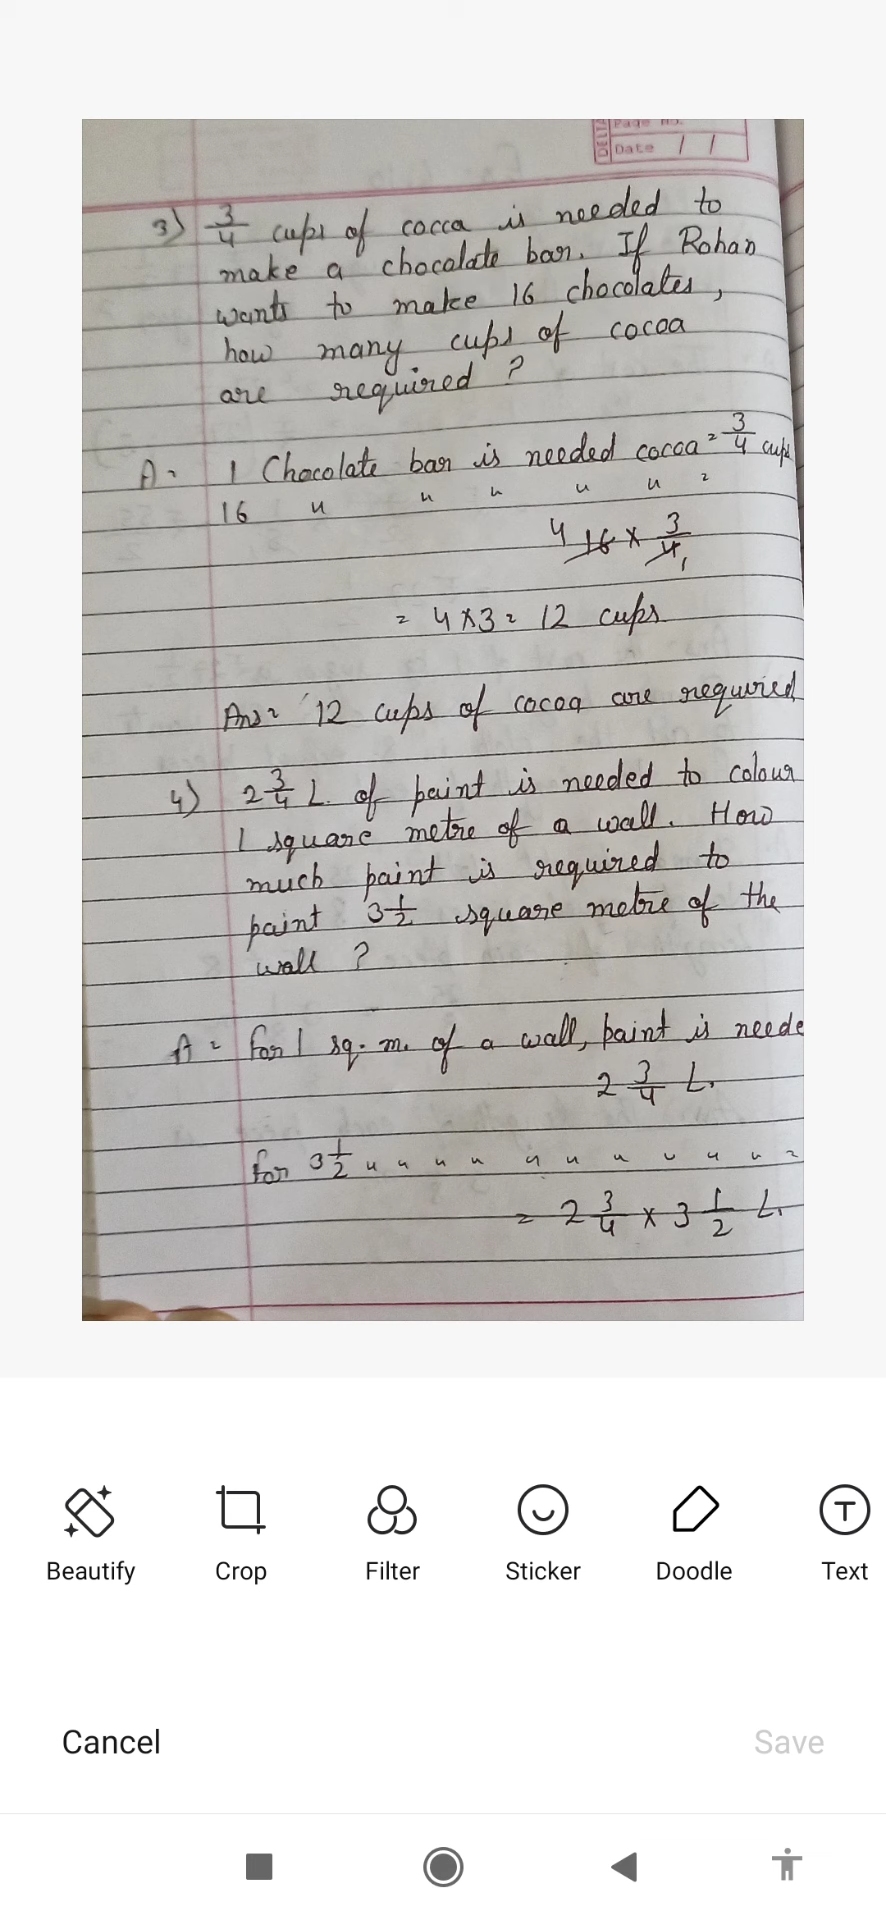 DELTA
Page No.
Date / /
3) 3/4 cups of cocca is needed to
make a chocolate bar. If Rohan
wants to make 16 chocolates,
how many cups of cocoa
are required ?
A = 1 Chocolate bar is needed cocoa = 3/4 cups
16 " " " " " =
4 16 × 3/4 1
= 4×3 = 12 cups
Ans = 12 cups of cocoa are required
4) 2 3/4 L. of paint is needed to colour
1 square metre of a wall. How
much paint is required to
paint 3 1/2 square metre of the
wall ?
A = for 1 sq. m. of a wall, paint is neede
2 3/4 L.
for 3 1/2 " " " " " " " " " " =
= 2 3/4 × 3 1/2 L.
Beautify Crop Filter Sticker Doodle Text
Cancel Save